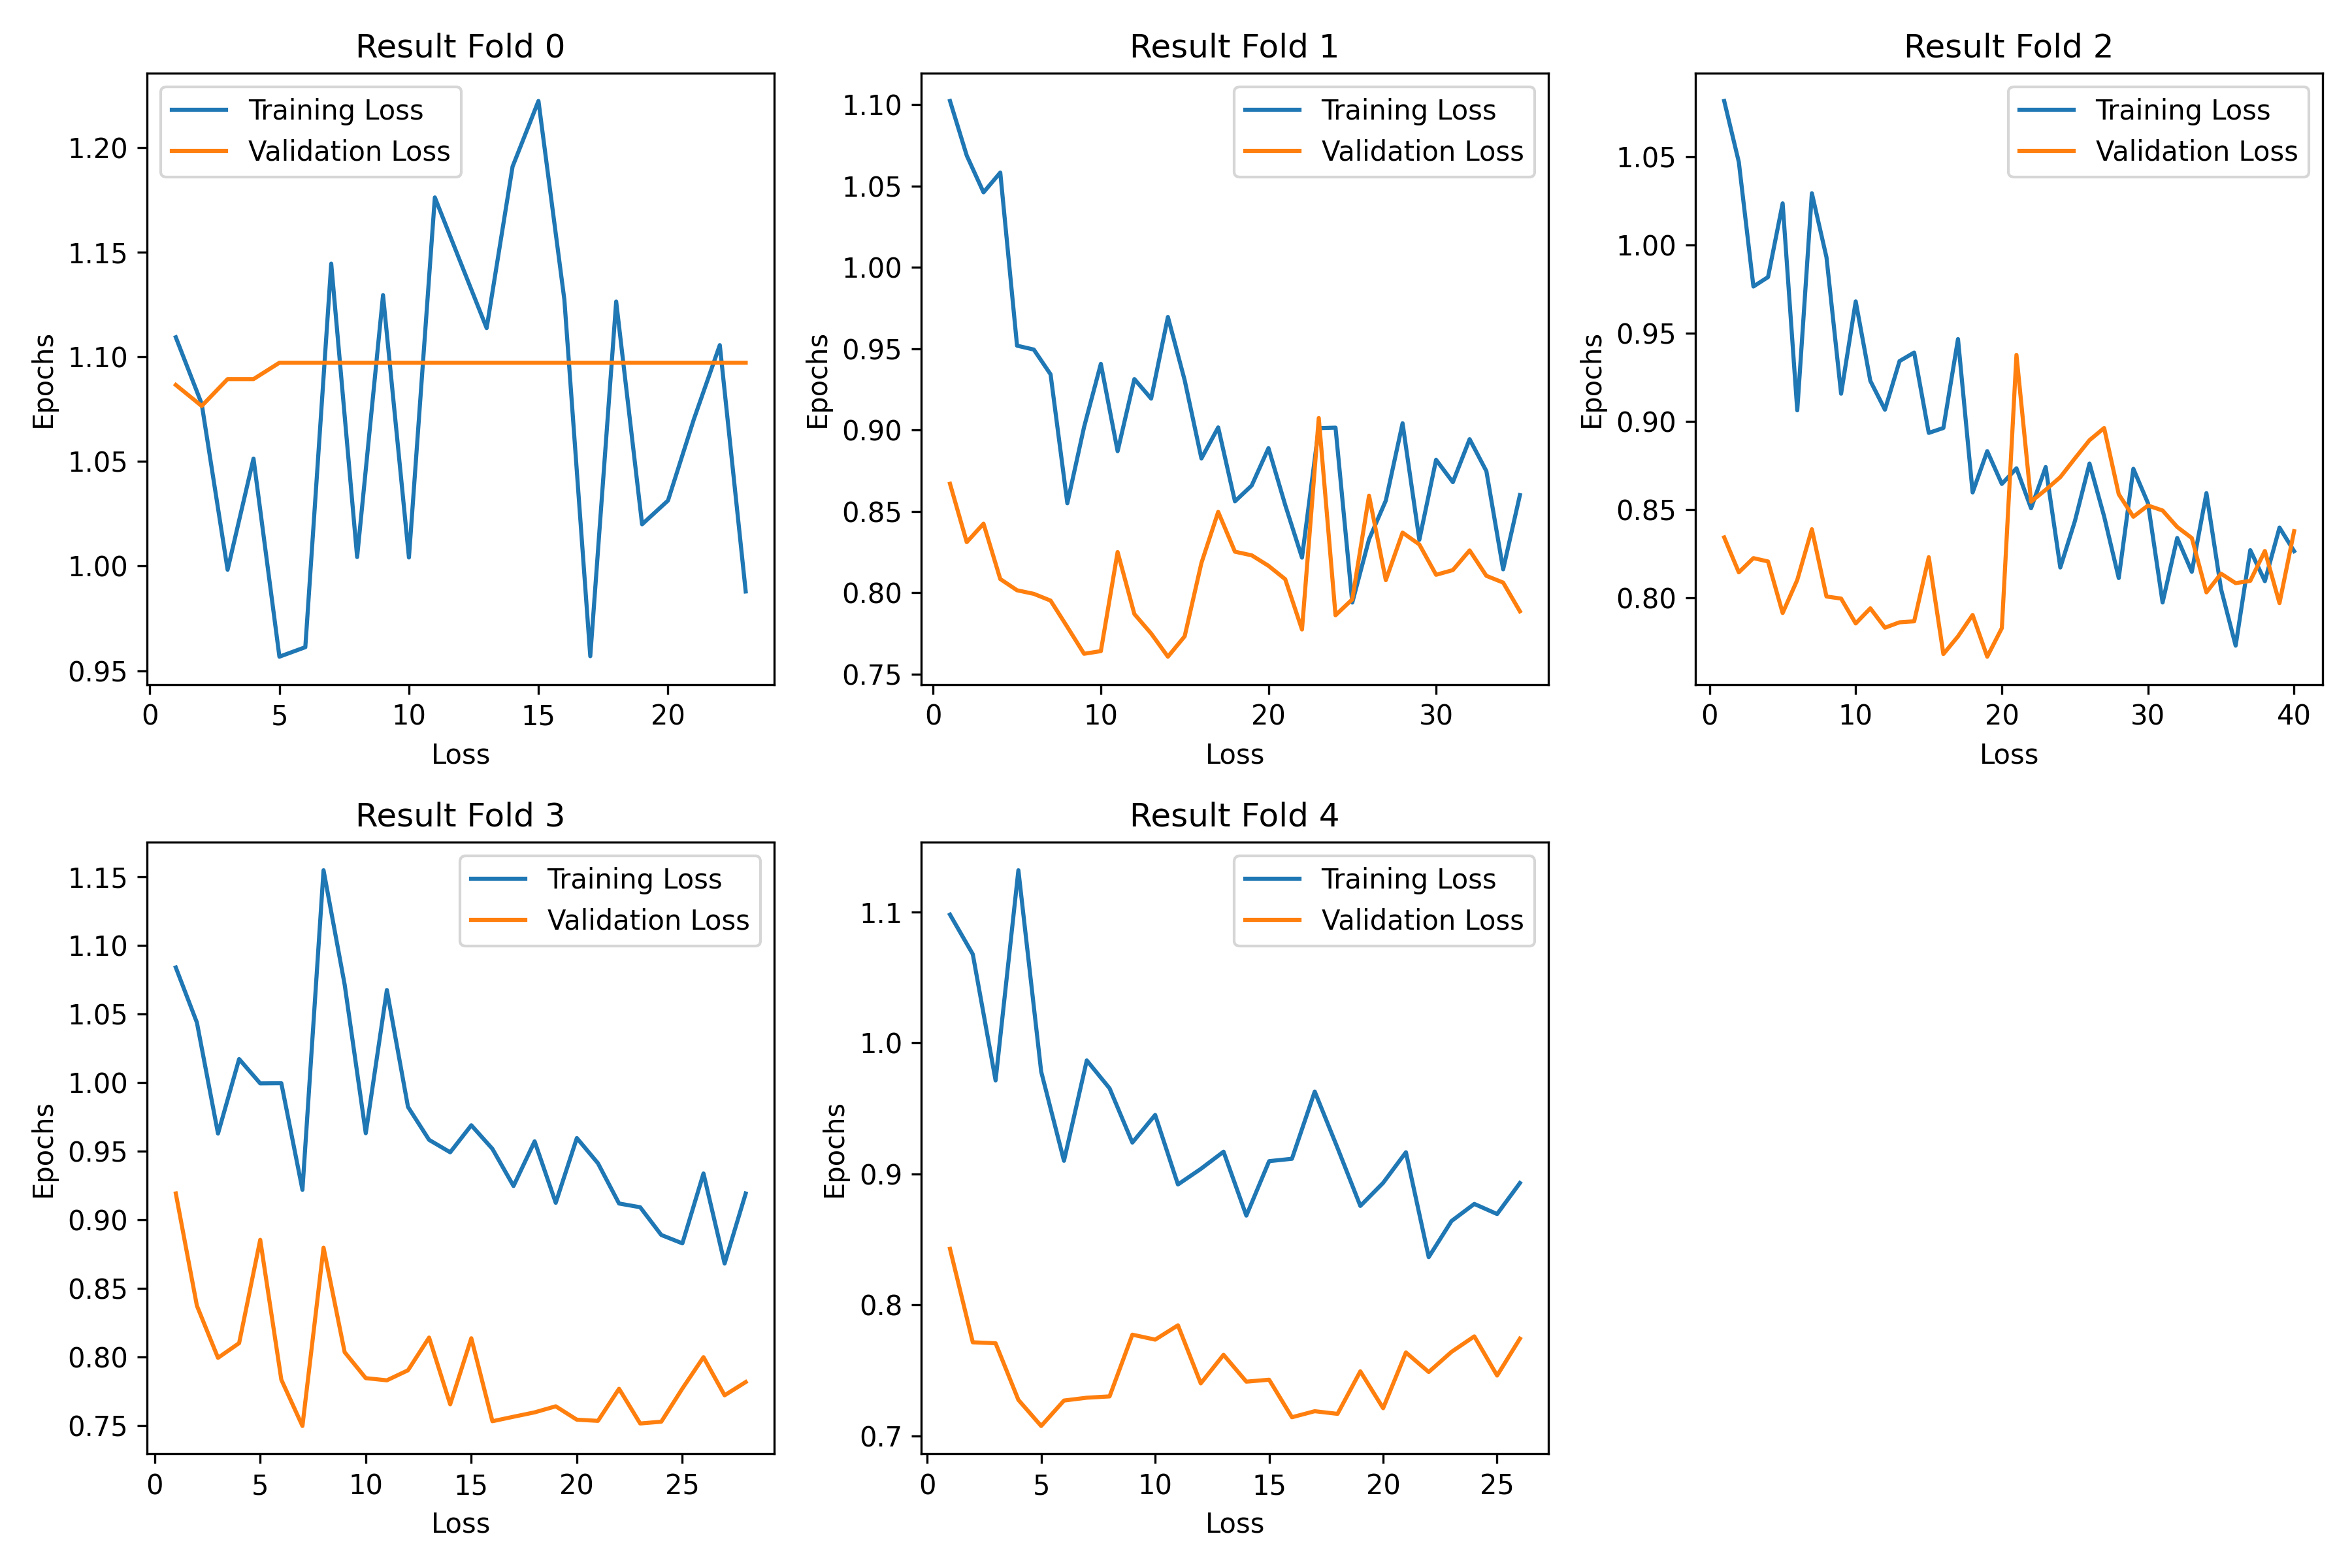 Result Fold 0
Training Loss
Validation Loss
Epochs
1.20
1.15
1.10
1.05
1.00
0.95
0 5 10 15 20
Loss
Result Fold 1
Training Loss
Validation Loss
Epochs
1.10
1.05
1.00
0.95
0.90
0.85
0.80
0.75
0 10 20 30
Loss
Result Fold 2
Training Loss
Validation Loss
Epochs
1.05
1.00
0.95
0.90
0.85
0.80
0 10 20 30 40
Loss
Result Fold 3
Training Loss
Validation Loss
Epochs
1.15
1.10
1.05
1.00
0.95
0.90
0.85
0.80
0.75
0 5 10 15 20 25
Loss
Result Fold 4
Training Loss
Validation Loss
Epochs
1.1
1.0
0.9
0.8
0.7
0 5 10 15 20 25
Loss